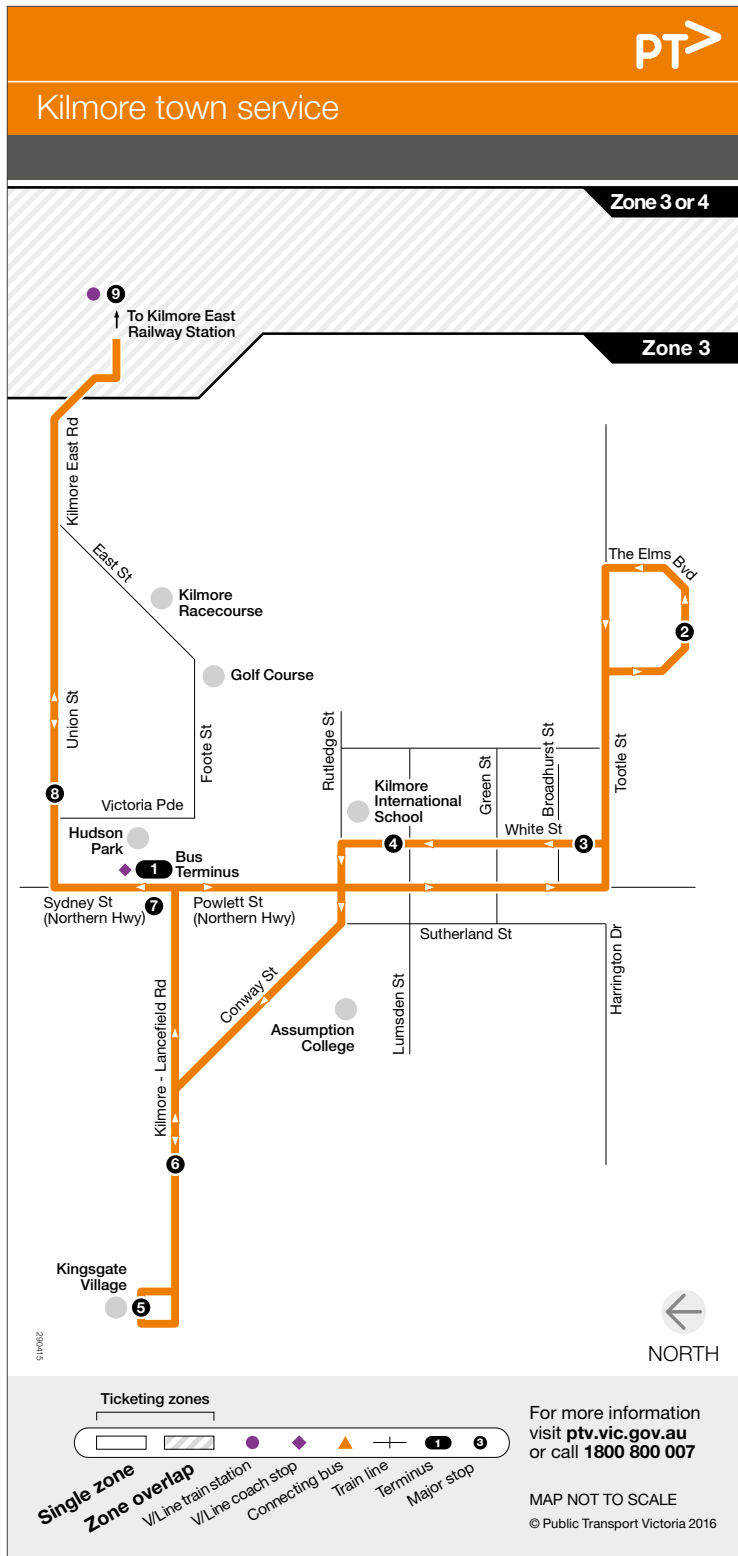 PT>
Kilmore town service
Zone 3 or 4
9
To Kilmore East
Railway Station
Zone 3
Kilmore East Rd
East St
The Elms Bvd
Kilmore
Racecourse
2
Golf Course
Union St
Foote St
Rutledge St
Green St
Broadhurst St
Tootle St
8
Victoria Pde
Kilmore
International
School
White St
Hudson
Park
4
3
1
Bus
Terminus
Sydney St
(Northern Hwy)
7
Powlett St
(Northern Hwy)
Sutherland St
Conway St
Lumsden St
Harrington Dr
Kilmore - Lancefield Rd
Assumption
College
6
Kingsgate
Village
5
290415
NORTH
Ticketing zones
1
3
Single zone
Zone overlap
V/Line train station
V/Line coach stop
Connecting bus
Train line
Terminus
Major stop
For more information
visit ptv.vic.gov.au
or call 1800 800 007
MAP NOT TO SCALE
© Public Transport Victoria 2016